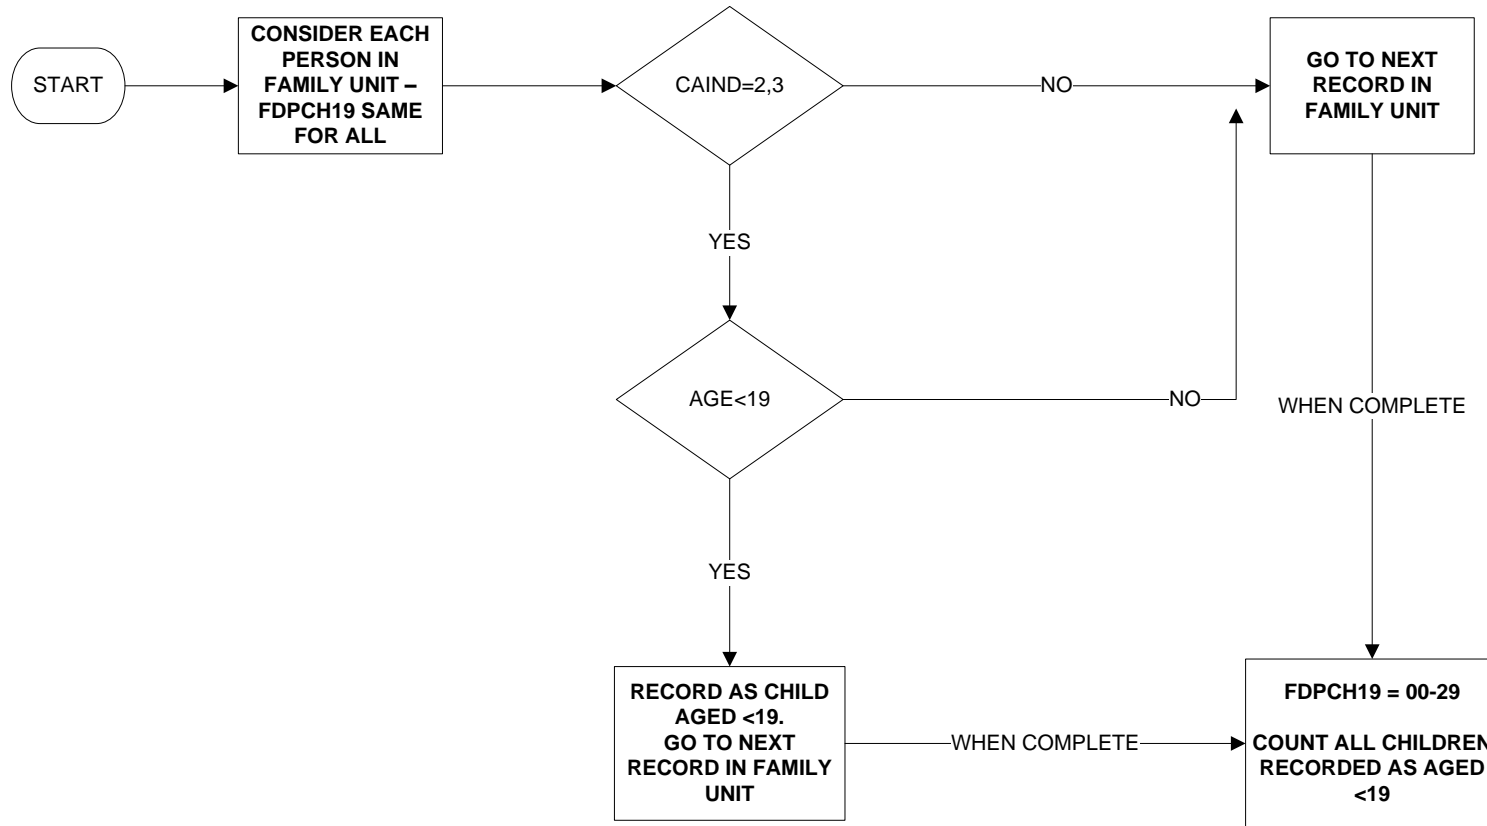 START
CONSIDER EACH
PERSON IN
FAMILY UNIT –
FDPCH19 SAME
FOR ALL
CAIND=2,3
NO
GO TO NEXT
RECORD IN
FAMILY UNIT
YES
AGE<19
NO
WHEN COMPLETE
YES
RECORD AS CHILD
AGED <19.
GO TO NEXT
RECORD IN FAMILY
UNIT
WHEN COMPLETE
FDPCH19 = 00-29
COUNT ALL CHILDREN
RECORDED AS AGED
<19